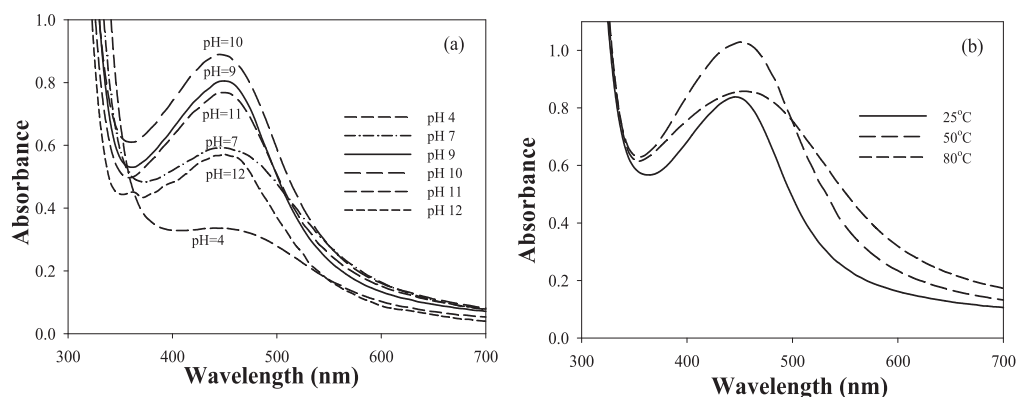 1.0
0.8
0.6
0.4
0.2
0.0
300 400 500 600 700
Absorbance
Wavelength (nm)
(a)
pH=10
pH=9
pH=11
pH=7
pH=12
pH=4
pH 4
pH 7
pH 9
pH 10
pH 11
pH 12
1.0
0.8
0.6
0.4
0.2
0.0
300 400 500 600 700
Absorbance
Wavelength (nm)
(b)
25°C
50°C
80°C